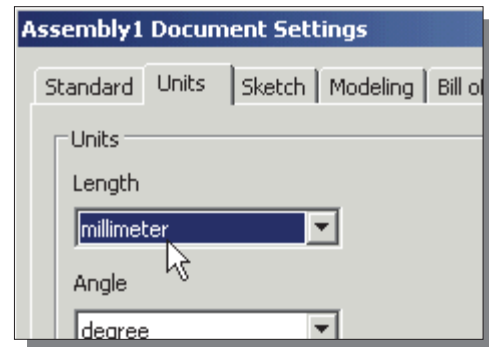 Assembly1 Document Settings
Standard Units Sketch Modeling Bill of
Units
Length
millimeter
Angle
degree